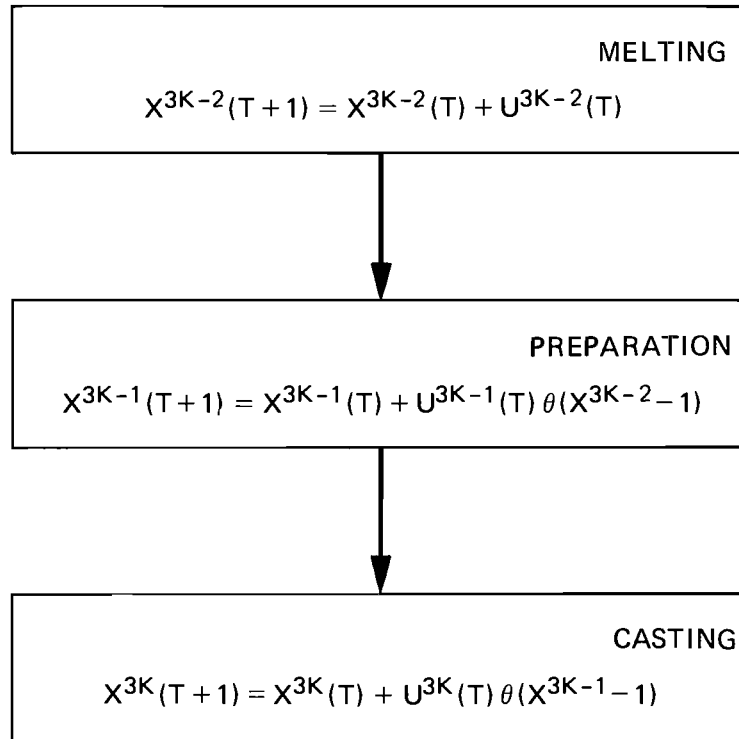 MELTING
X^{3K-2}(T+1) = X^{3K-2}(T) + U^{3K-2}(T)
PREPARATION
X^{3K-1}(T+1) = X^{3K-1}(T) + U^{3K-1}(T) θ(X^{3K-2}-1)
CASTING
X^{3K}(T+1) = X^{3K}(T) + U^{3K}(T) θ(X^{3K-1}-1)